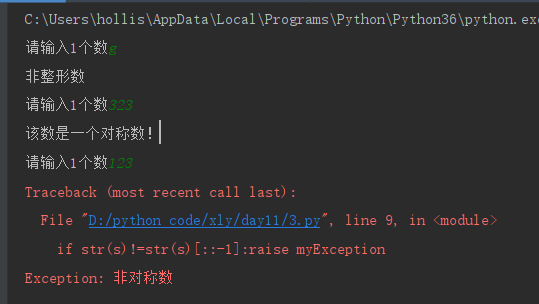 C:\Users\hollis\AppData\Local\Programs\Python\Python36\python.ex
请输入1个数g
非整形数
请输入1个数323
该数是一个对称数!
请输入1个数123
Traceback (most recent call last):
  File "D:/python code/xly/day11/3.py", line 9, in <module>
    if str(s)!=str(s)[::-1]:raise myException
Exception: 非对称数